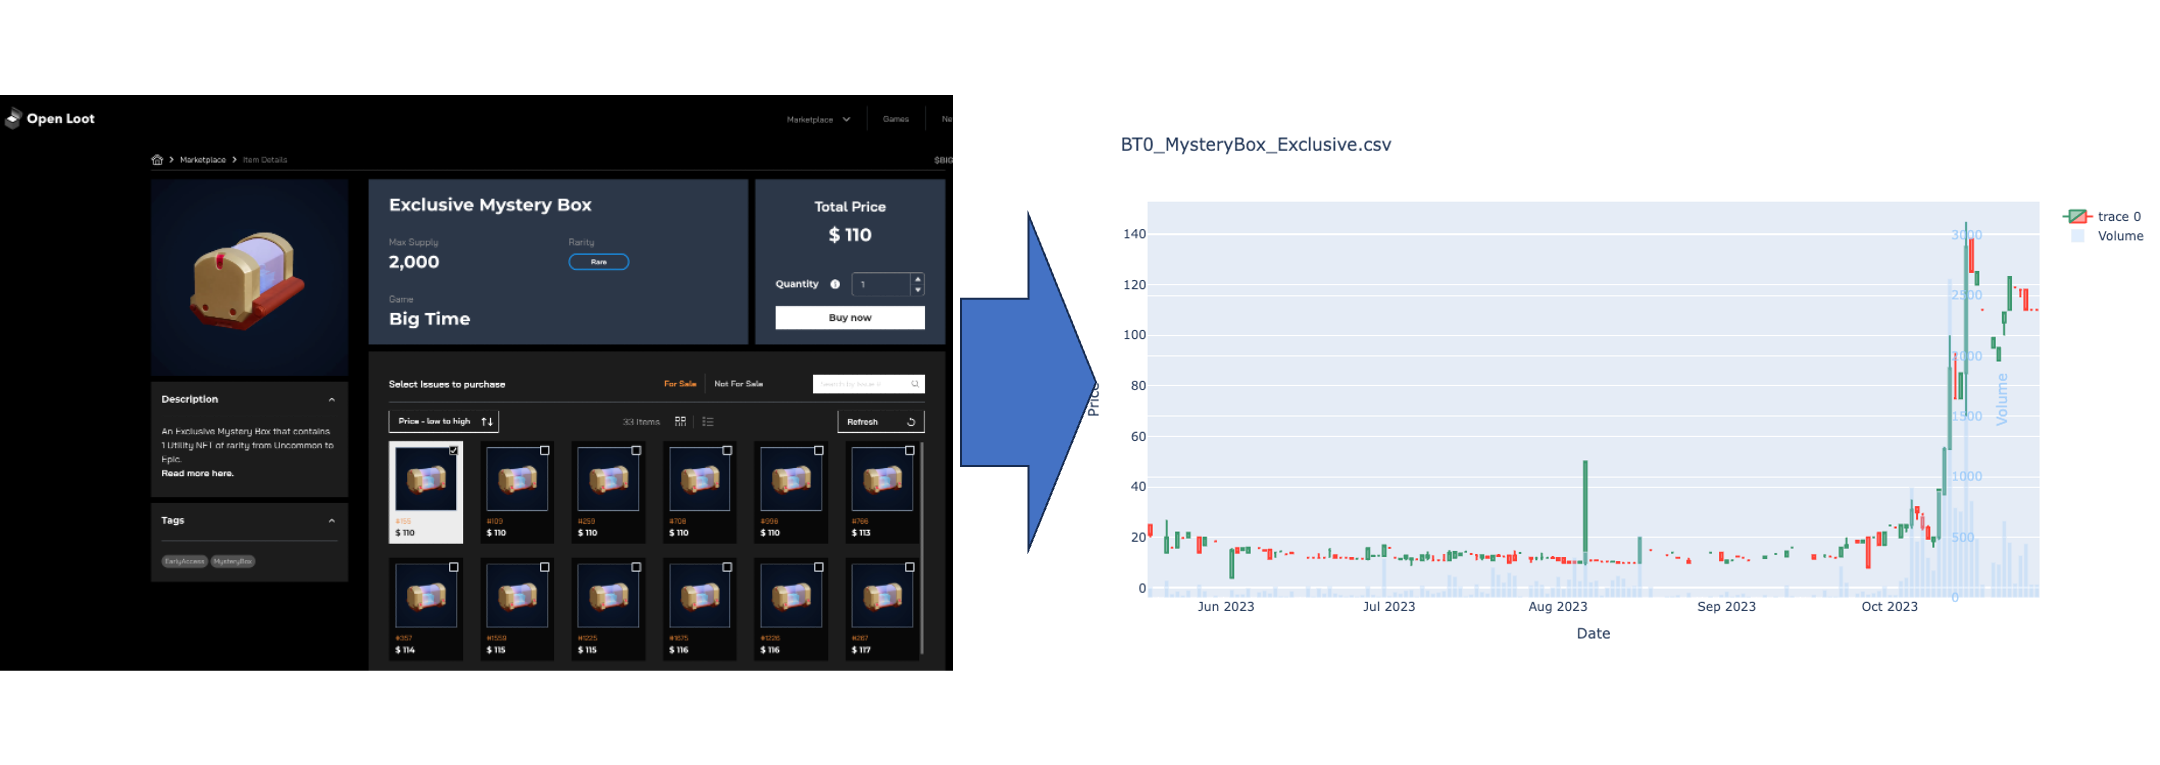 Open Loot
Marketplace
Games
Ne
Marketplace > Item Details
$BIG
Exclusive Mystery Box
Max Supply
Rarity
2,000
Rare
Game
Big Time
Total Price
$ 110
Quantity
1
Buy now
Description
An Exclusive Mystery Box that contains
1 Utility NFT of rarity from Uncommon to
Epic.
Read more here.
Tags
EarlyAccess
MysteryBox
Select Issues to purchase
For Sale
Not For Sale
Search by Issue #
Price - low to high
33 Items
Refresh
#155
$ 110
#109
$ 110
#259
$ 110
#708
$ 110
#998
$ 110
#766
$ 113
#357
$ 114
#1559
$ 115
#1225
$ 115
#1675
$ 116
#1226
$ 116
#267
$ 117
BT0_MysteryBox_Exclusive.csv
trace 0
Volume
Price
140
120
100
80
60
40
20
0
3000
2500
2000
1500
1000
500
0
Volume
Jun 2023
Jul 2023
Aug 2023
Sep 2023
Oct 2023
Date